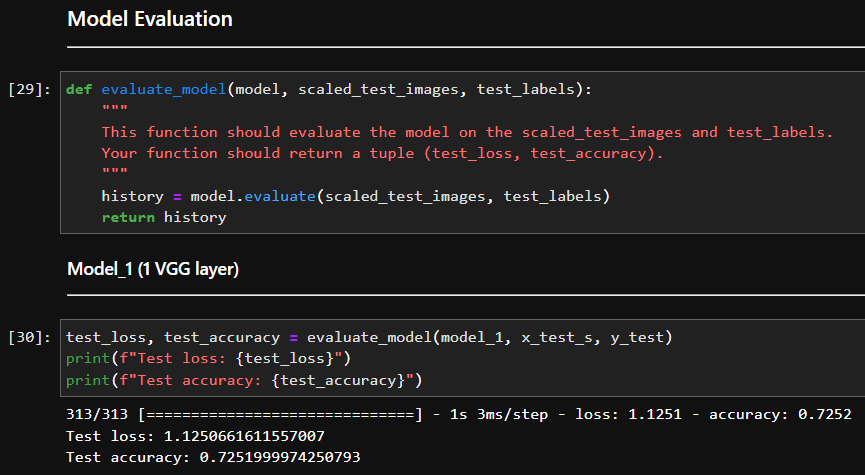 Model Evaluation
[29]: def evaluate_model(model, scaled_test_images, test_labels):
"""
This function should evaluate the model on the scaled_test_images and test_labels.
Your function should return a tuple (test_loss, test_accuracy).
"""
history = model.evaluate(scaled_test_images, test_labels)
return history
Model_1 (1 VGG layer)
[30]: test_loss, test_accuracy = evaluate_model(model_1, x_test_s, y_test)
print(f"Test loss: {test_loss}")
print(f"Test accuracy: {test_accuracy}")
313/313 [==============================] - 1s 3ms/step - loss: 1.1251 - accuracy: 0.7252
Test loss: 1.1250661611557007
Test accuracy: 0.7251999974250793